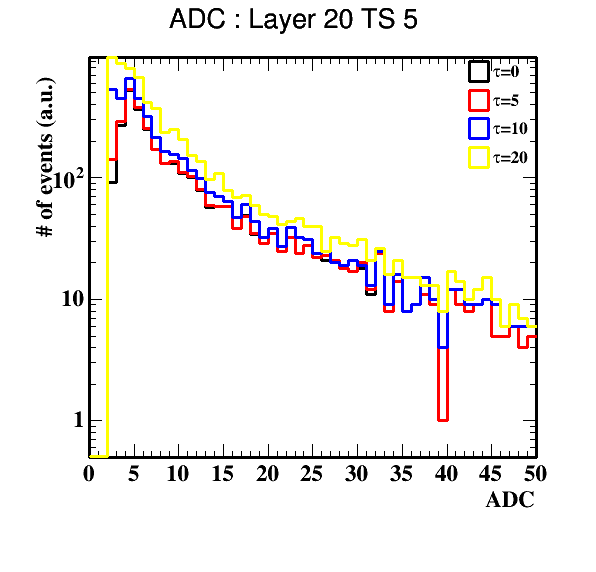 ADC : Layer 20 TS 5
# of events (a.u.)
τ=0
τ=5
τ=10
τ=20
10²
10
1
0 5 10 15 20 25 30 35 40 45 50
ADC